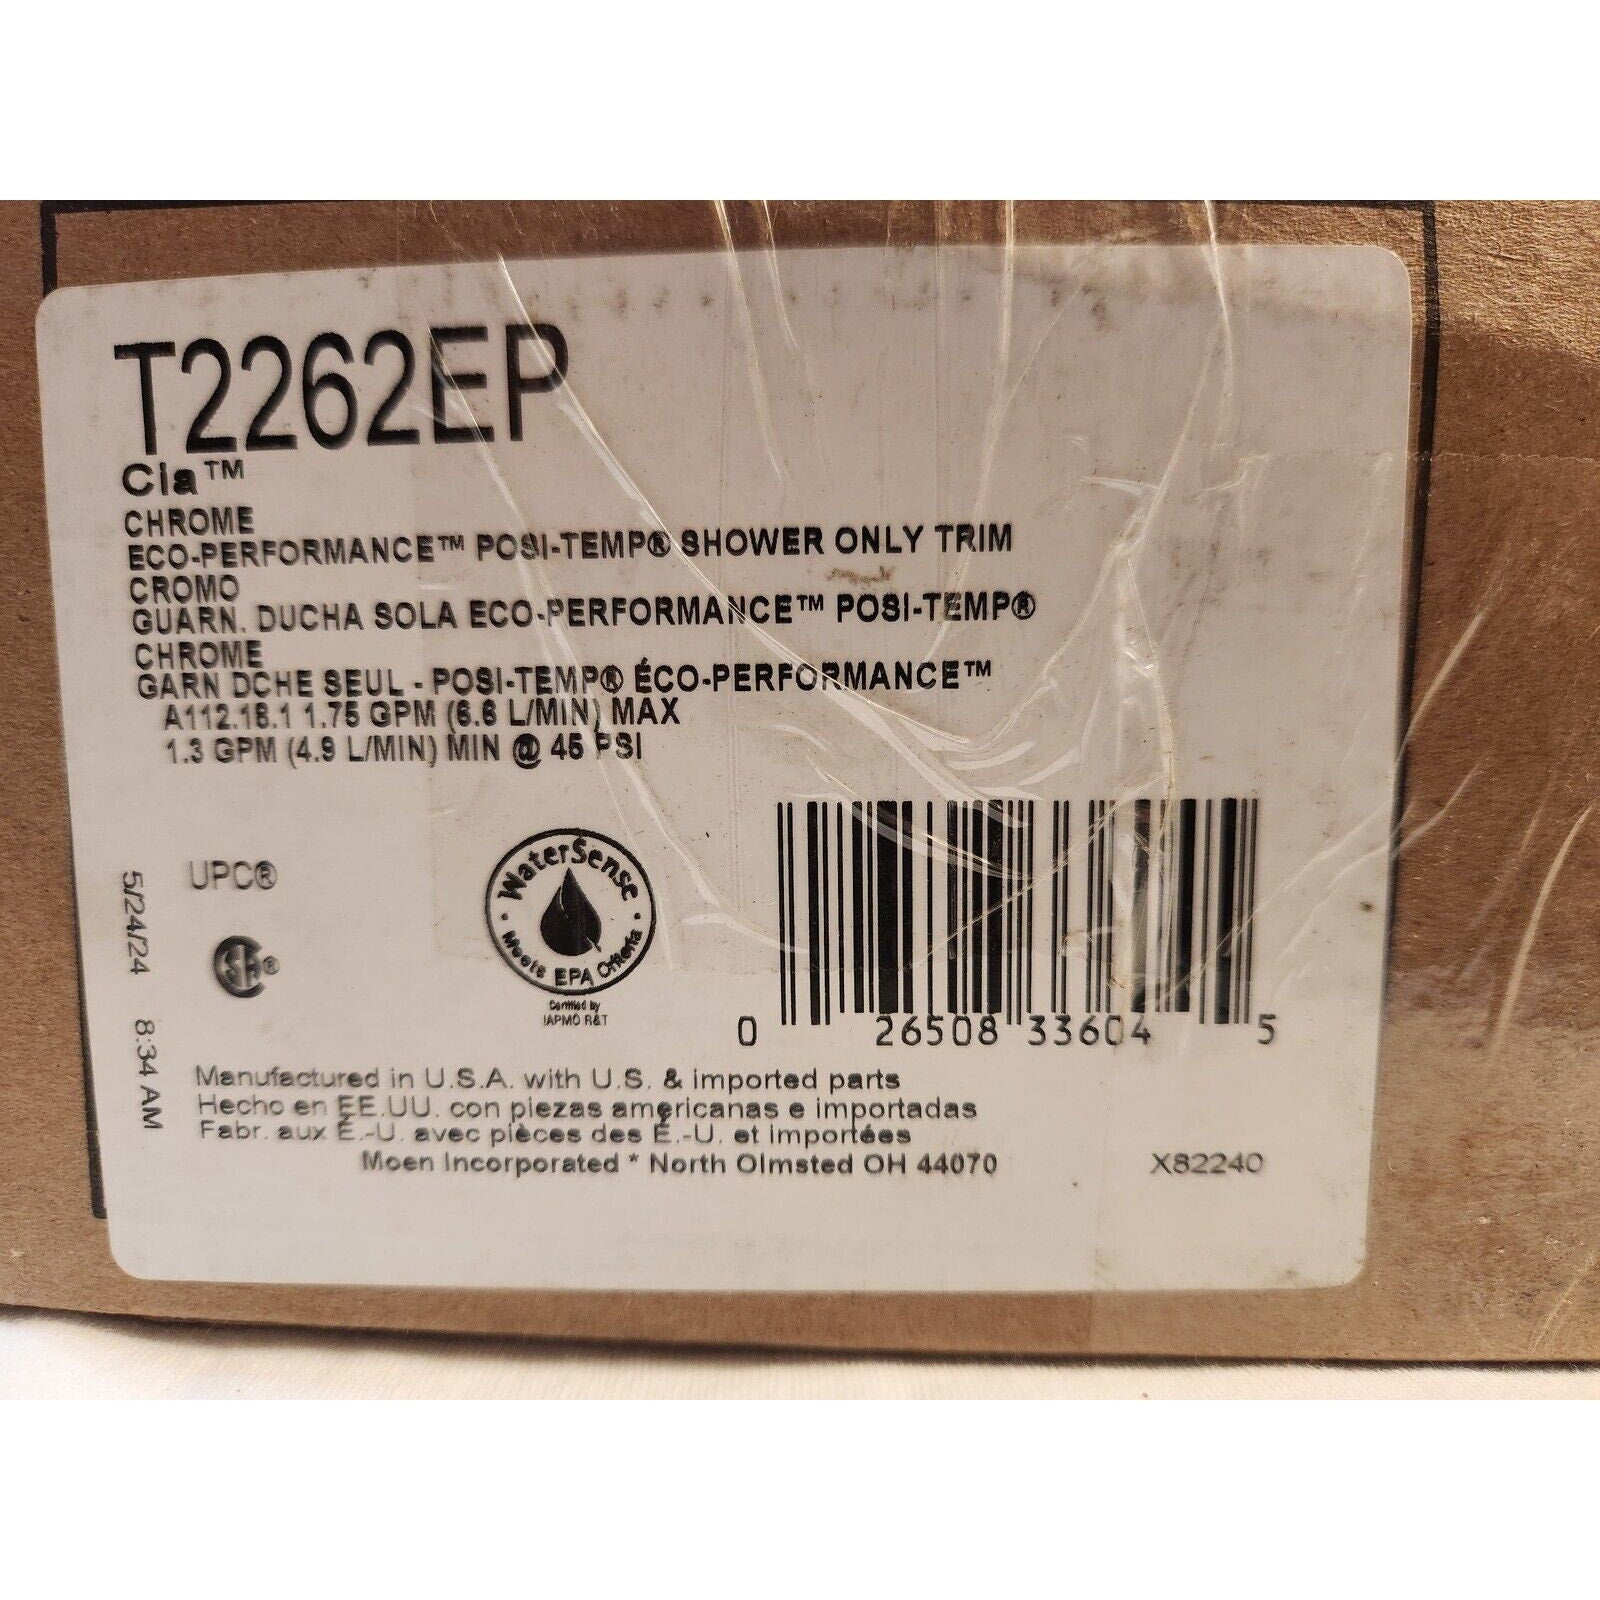 T2262EP
Cia™
CHROME
ECO-PERFORMANCE™ POSI-TEMP® SHOWER ONLY TRIM
CROMO
GUARN. DUCHA SOLA ECO-PERFORMANCE™ POSI-TEMP®
CHROME
GARN DCHE SEUL - POSI-TEMP® ÉCO-PERFORMANCE™
A112.18.1 1.75 GPM (6.6 L/MIN) MAX
1.3 GPM (4.9 L/MIN) MIN @ 45 PSI
5/24/24 8:34 AM
UPC®
CSA®
WaterSense
Meets EPA Criteria
Certified by
IAPMO R&T
0 26508 33604 5
Manufactured in U.S.A. with U.S. & imported parts
Hecho en EE.UU. con piezas americanas e importadas
Fabr. aux É.-U. avec pièces des É.-U. et importées
Moen Incorporated * North Olmsted OH 44070
X82240